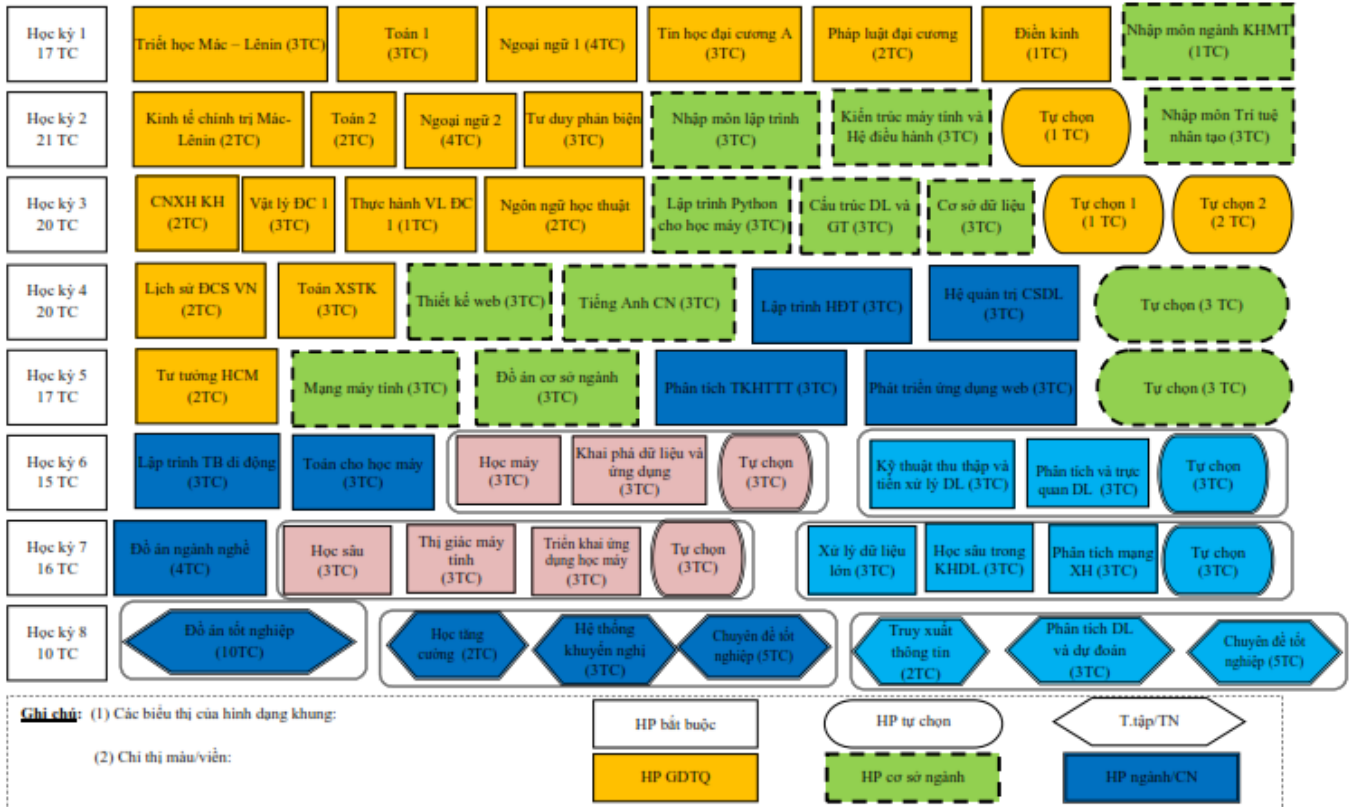 Học kỳ 1
17 TC
Triết học Mác – Lênin (3TC)
Toán 1
(3TC)
Ngoại ngữ 1 (4TC)
Tin học đại cương A
(3TC)
Pháp luật đại cương
(2TC)
Điền kinh
(1TC)
Nhập môn ngành KHMT
(1TC)
Học kỳ 2
21 TC
Kinh tế chính trị Mác-
Lênin (2TC)
Toán 2
(2TC)
Ngoại ngữ 2
(4TC)
Tư duy phản biện
(3TC)
Nhập môn lập trình
(3TC)
Kiến trúc máy tính và
Hệ điều hành (3TC)
Tự chọn
(1 TC)
Nhập môn Trí tuệ
nhân tạo (3TC)
Học kỳ 3
20 TC
CNXH KH
(2TC)
Vật lý ĐC 1
(3TC)
Thực hành VL ĐC
1 (1TC)
Ngôn ngữ học thuật
(2TC)
Lập trình Python
cho học máy (3TC)
Cấu trúc DL và
GT (3TC)
Cơ sở dữ liệu
(3TC)
Tự chọn 1
(1 TC)
Tự chọn 2
(2 TC)
Học kỳ 4
20 TC
Lịch sử ĐCS VN
(2TC)
Toán XSTK
(3TC)
Thiết kế web (3TC)
Tiếng Anh CN (3TC)
Lập trình HĐT (3TC)
Hệ quản trị CSDL
(3TC)
Tự chọn (3 TC)
Học kỳ 5
17 TC
Tư tưởng HCM
(2TC)
Mạng máy tính (3TC)
Đồ án cơ sở ngành
(3TC)
Phân tích TKHTTT (3TC)
Phát triển ứng dụng web (3TC)
Tự chọn (3 TC)
Học kỳ 6
15 TC
Lập trình TB di động
(3TC)
Toán cho học máy
(3TC)
Học máy
(3TC)
Khai phá dữ liệu và
ứng dụng
(3TC)
Tự chọn
(3TC)
Kỹ thuật thu thập và
tiền xử lý DL (3TC)
Phân tích và trực
quan DL (3TC)
Tự chọn
(3TC)
Học kỳ 7
16 TC
Đồ án ngành nghề
(4TC)
Học sâu
(3TC)
Thị giác máy
tính
(3TC)
Triển khai ứng
dụng học máy
(3TC)
Tự chọn
(3TC)
Xử lý dữ liệu
lớn (3TC)
Học sâu trong
KHDL (3TC)
Phân tích mạng
XH (3TC)
Tự chọn
(3TC)
Học kỳ 8
10 TC
Đồ án tốt nghiệp
(10TC)
Học tăng
cường (2TC)
Hệ thống
khuyến nghị
(3TC)
Chuyên đề tốt
nghiệp (5TC)
Truy xuất
thông tin
(2TC)
Phân tích DL
và dự đoán
(3TC)
Chuyên đề tốt
nghiệp (5TC)
Ghi chú: (1) Các biểu thị của hình dạng khung:
HP bắt buộc
HP tự chọn
T.tập/TN
(2) Chỉ thị màu/viền:
HP GDTQ
HP cơ sở ngành
HP ngành/CN